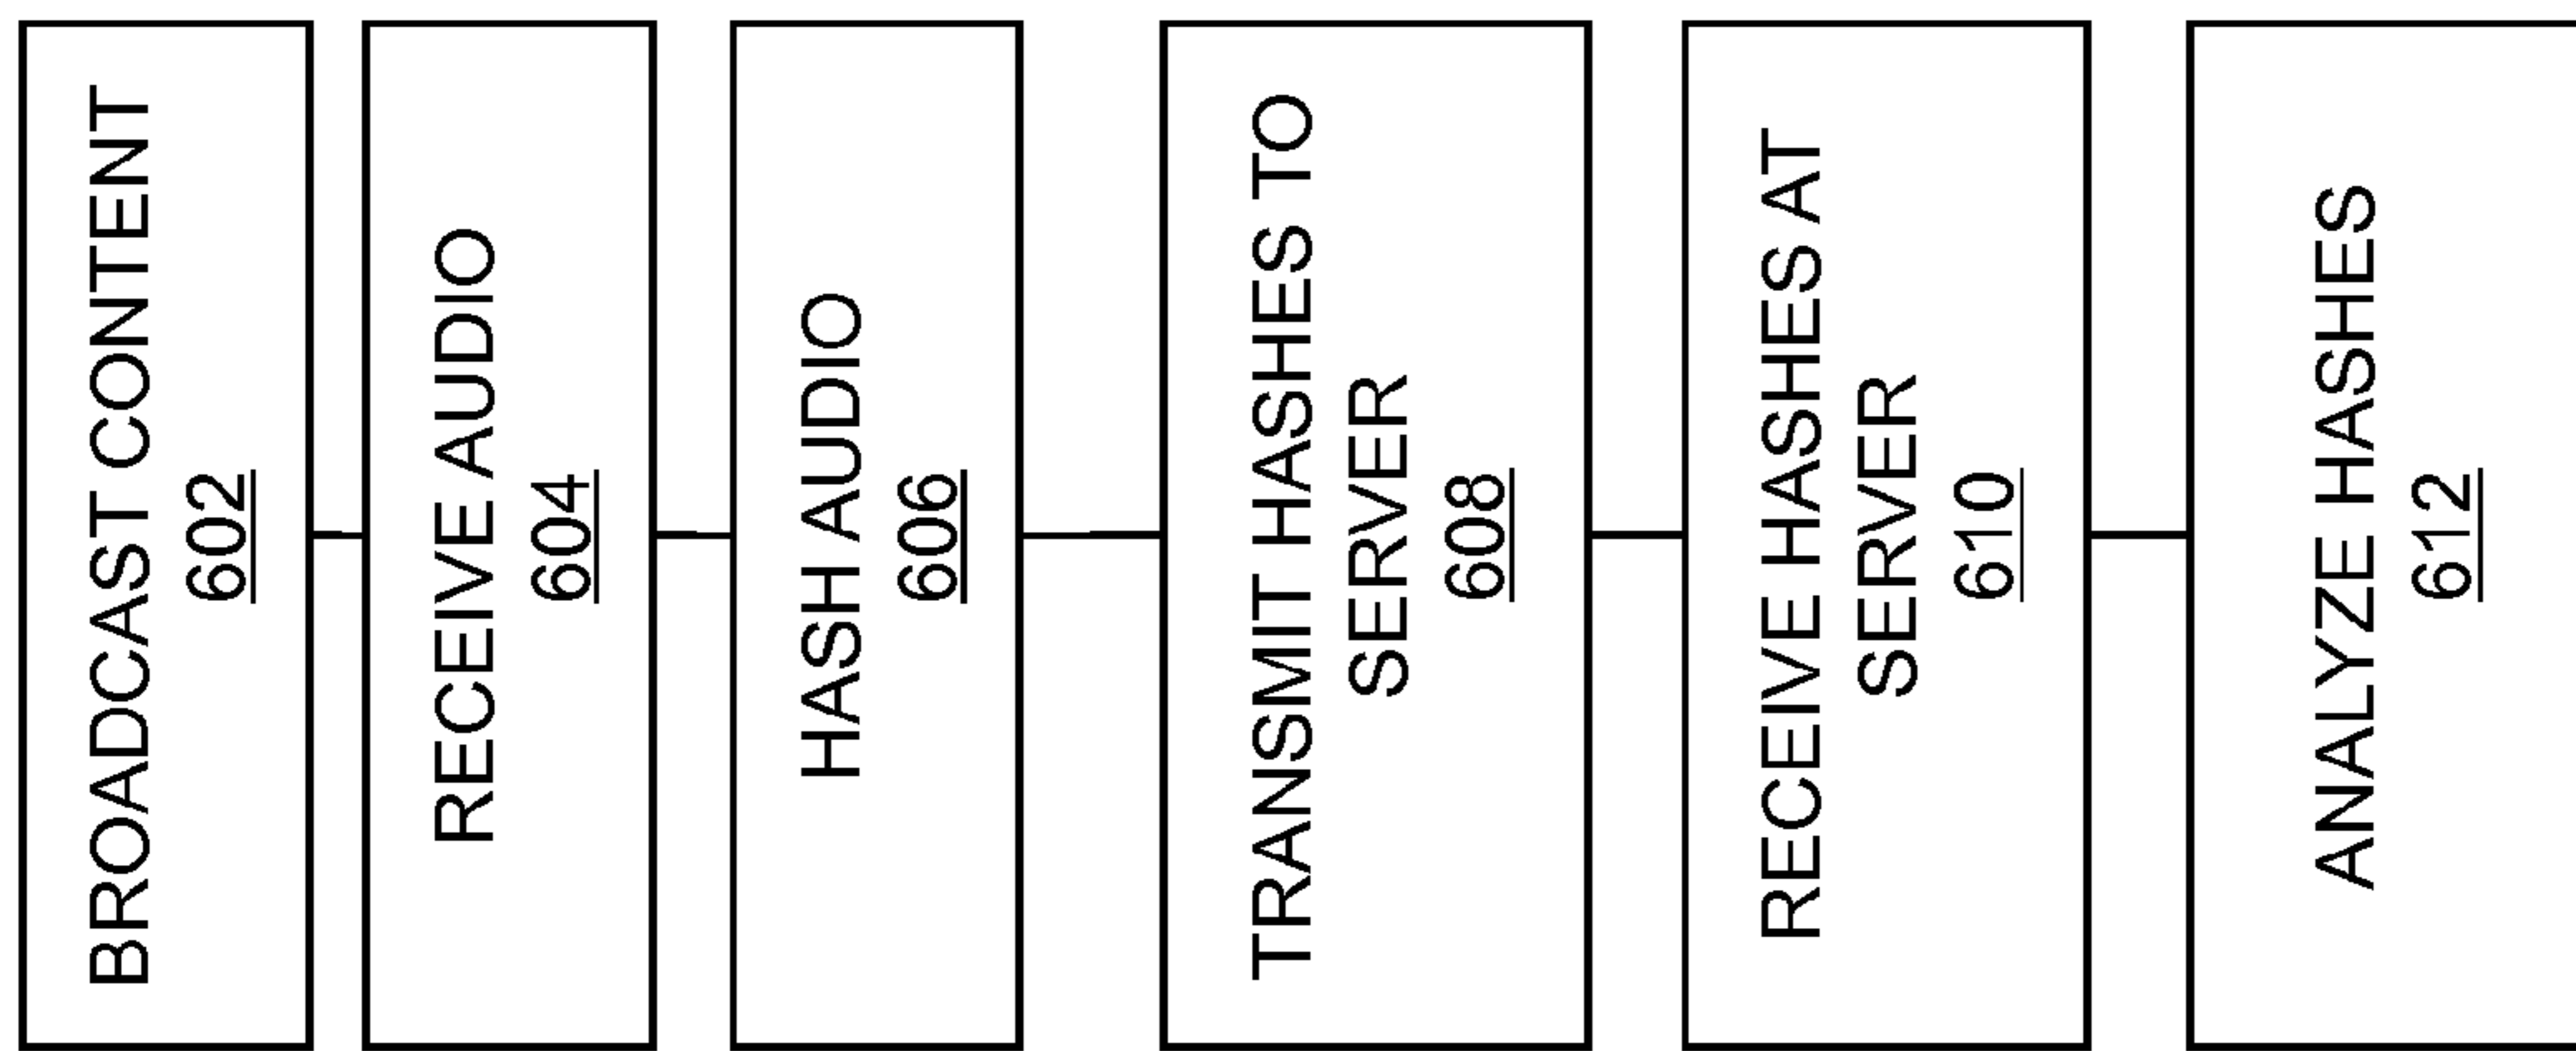 BROADCAST CONTENT
602
RECEIVE AUDIO
604
HASH AUDIO
606
TRANSMIT HASHES TO
SERVER
608
RECEIVE HASHES AT
SERVER
610
ANALYZE HASHES
612